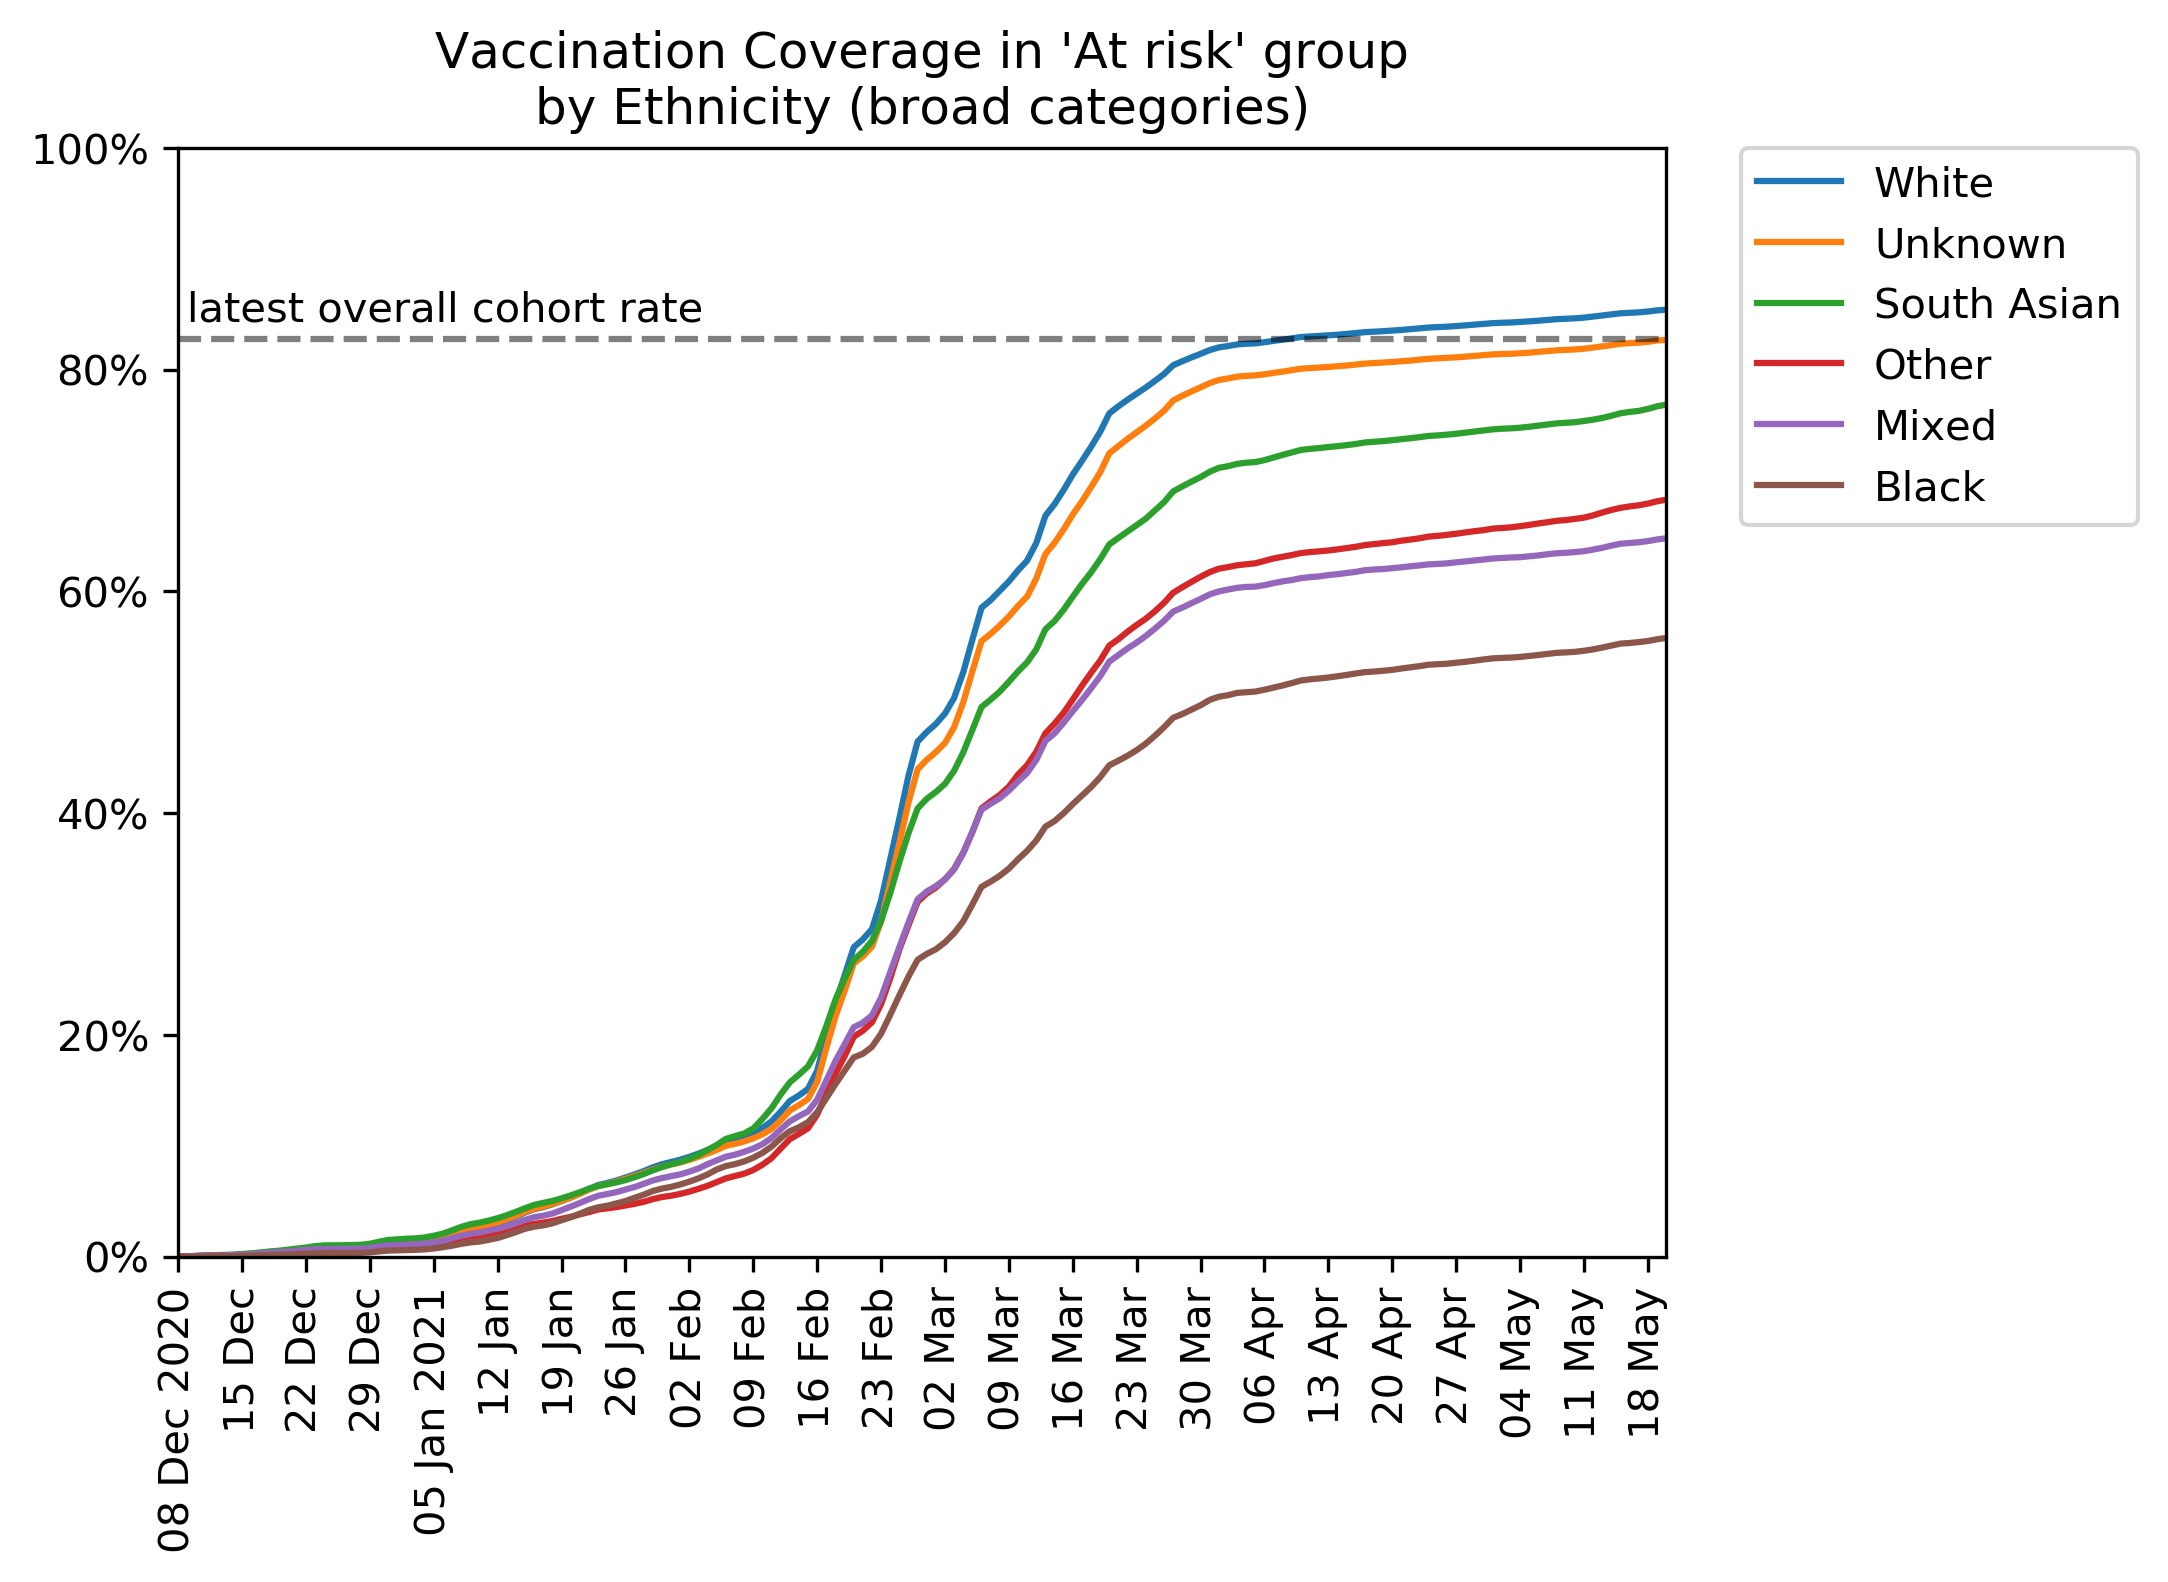 Vaccination Coverage in 'At risk' group
by Ethnicity (broad categories)
100%
80%
60%
40%
20%
0%
latest overall cohort rate
White
Unknown
South Asian
Other
Mixed
Black
08 Dec 2020
15 Dec
22 Dec
29 Dec
05 Jan 2021
12 Jan
19 Jan
26 Jan
02 Feb
09 Feb
16 Feb
23 Feb
02 Mar
09 Mar
16 Mar
23 Mar
30 Mar
06 Apr
13 Apr
20 Apr
27 Apr
04 May
11 May
18 May